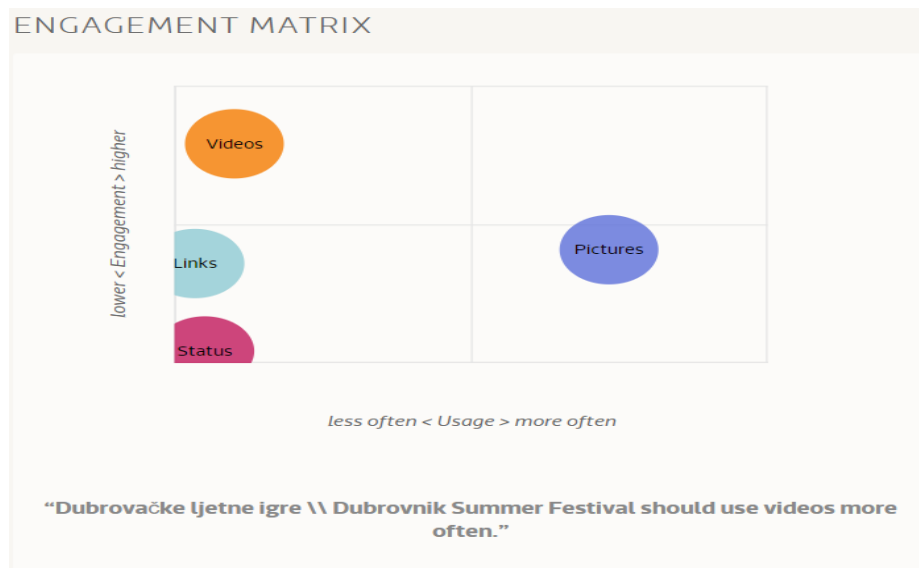 ENGAGEMENT MATRIX
lower < Engagement > higher
Videos
Pictures
Links
Status
less often < Usage > more often
“Dubrovačke ljetne igre \\ Dubrovnik Summer Festival should use videos more
often.”